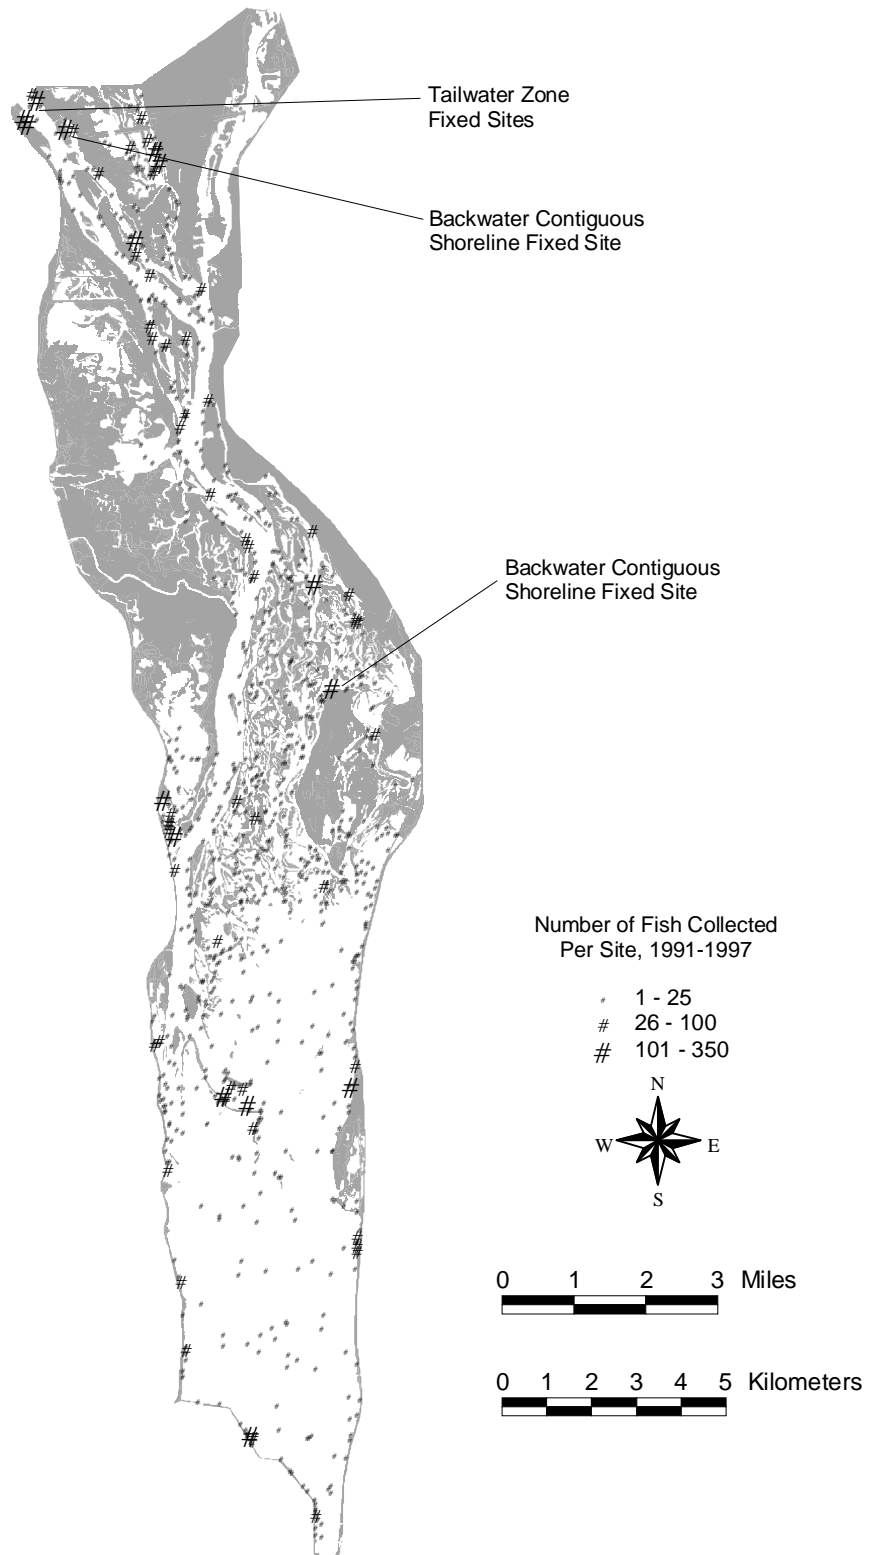 Tailwater Zone
Fixed Sites
Backwater Contiguous
Shoreline Fixed Site
Backwater Contiguous
Shoreline Fixed Site
Number of Fish Collected
Per Site, 1991-1997
# 1 - 25
# 26 - 100
# 101 - 350
N
W E
S
0 1 2 3 Miles
0 1 2 3 4 5 Kilometers